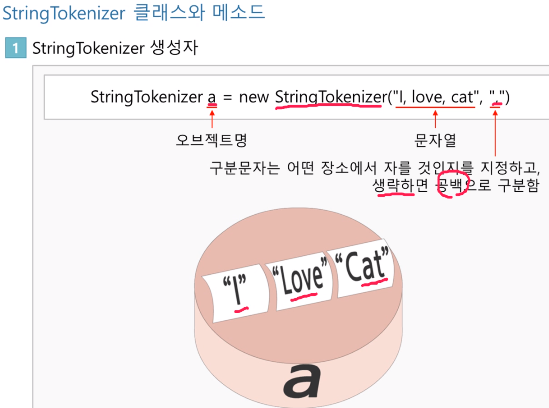 StringTokenizer 클래스와 메소드
1 StringTokenizer 생성자
StringTokenizer a = new StringTokenizer("I, love, cat", ",")
오브젝트명 문자열
구분문자는 어떤 장소에서 자를 것인지를 지정하고,
생략하면 공백으로 구분함
“I” “Love” “Cat”
a